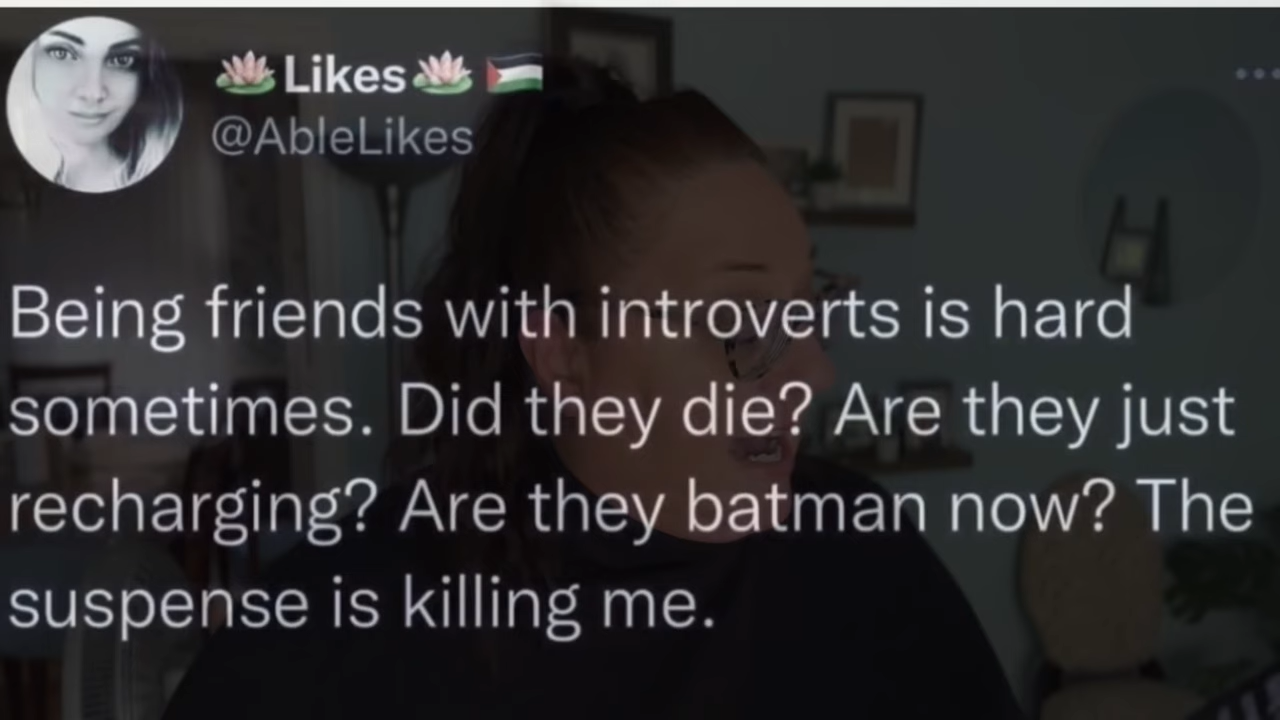 🪷Likes🪷🇵🇸
@AbleLikes
Being friends with introverts is hard
sometimes. Did they die? Are they just
recharging? Are they batman now? The
suspense is killing me.